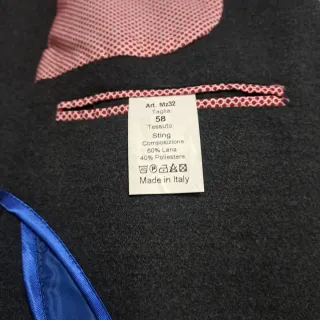 Art. Mz32
Taglia:
58
Tessuto
Sting
Composizione:
60% Lana
40% Poliestere
Made in Italy